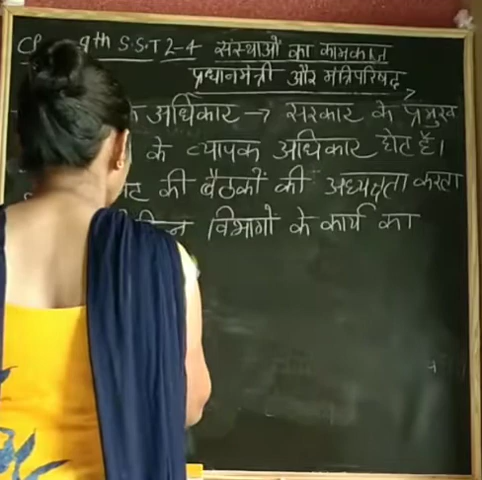 9th S.S.T 2-4 संस्थाओं का कामकाज
प्रधानमंत्री और मंत्रिपरिषद
अधिकार → सरकार के प्रमुख
के व्यापक अधिकार होते हैं।
की बैठकों की अध्यक्षता करता
विभागों के कार्य का